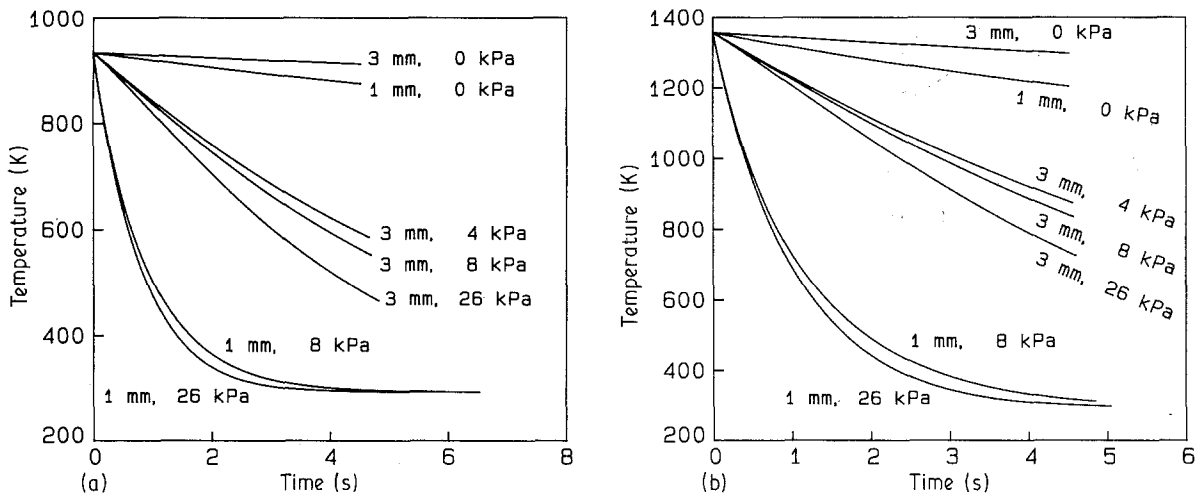 1000
800
600
400
200
Temperature (K)
3 mm, 0 kPa
1 mm, 0 kPa
3 mm, 4 kPa
3 mm, 8 kPa
3 mm, 26 kPa
1 mm, 8 kPa
1 mm, 26 kPa
0 2 4 6 8
(a) Time (s)
1400
1200
1000
800
600
400
200
Temperature (K)
3 mm, 0 kPa
1 mm, 0 kPa
3 mm, 4 kPa
3 mm, 8 kPa
3 mm, 26 kPa
1 mm, 8 kPa
1 mm, 26 kPa
0 1 2 3 4 5 6
(b) Time (s)